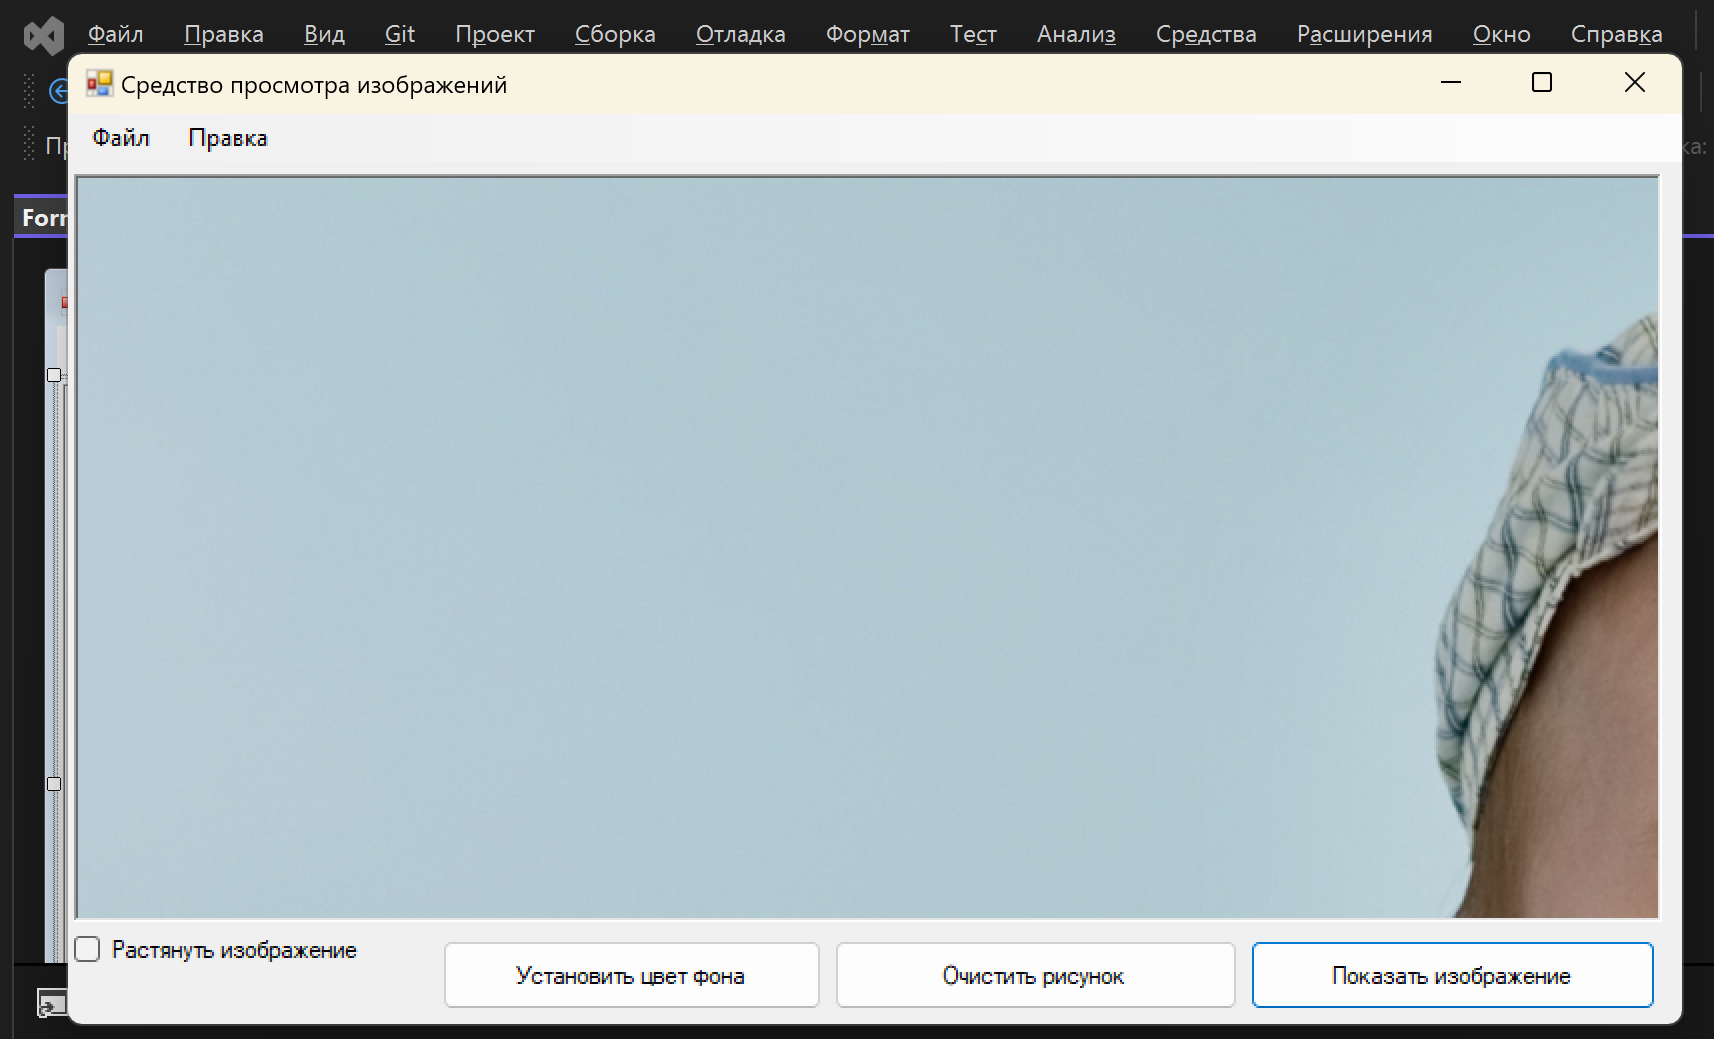 Файл Правка Вид Git Проект Сборка Отладка Формат Тест Анализ Средства Расширения Окно Справка
Средство просмотра изображений
Файл Правка
Растянуть изображение
Установить цвет фона
Очистить рисунок
Показать изображение